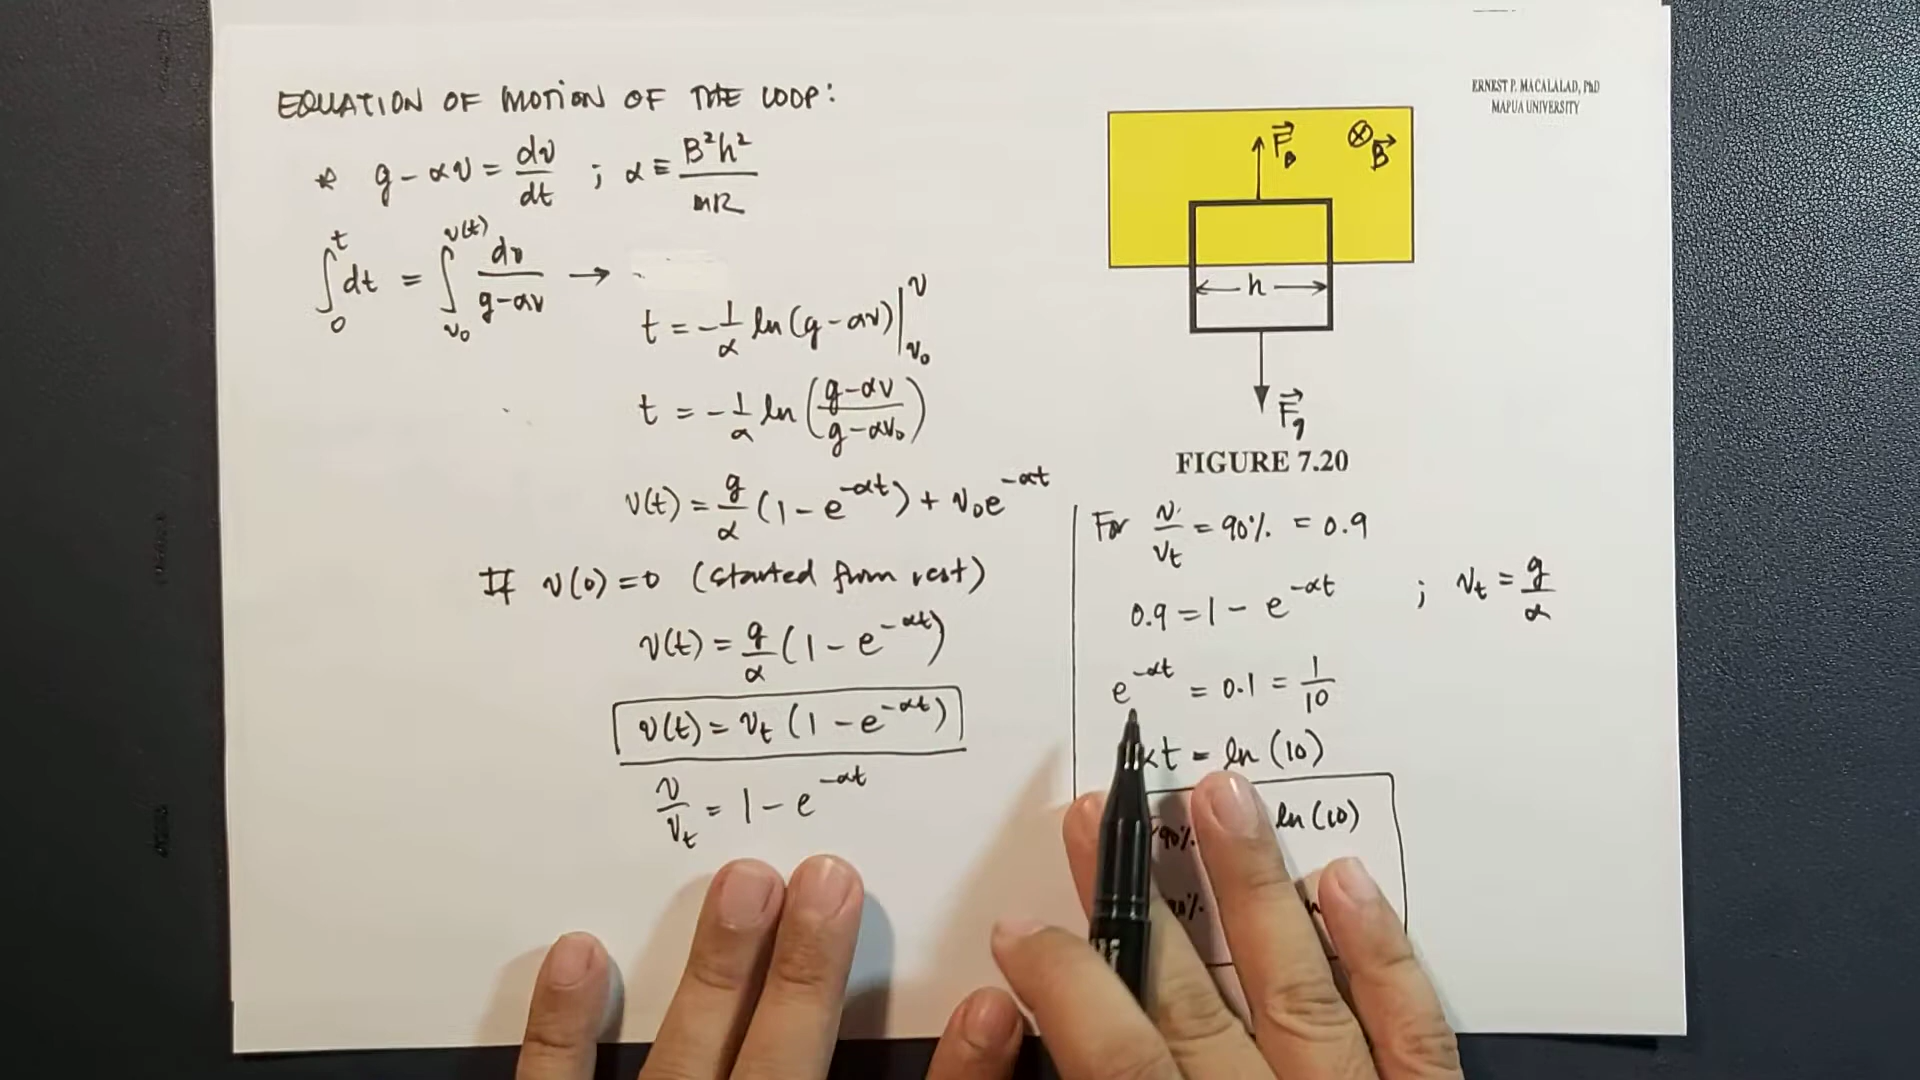 EQUATION OF MOTION OF THE LOOP:
* g - αv = dv/dt ; α ≡ B²h²/mR
∫₀ᵗ dt = ∫_{v₀}^{v(t)} dv/(g-αv) →
t = -1/α ln(g-αv)|_{v₀}^{v}
t = -1/α ln((g-αv)/(g-αv₀))
v(t) = g/α (1-e^{-αt}) + v₀e^{-αt}
If v(0)=0 (started from rest)
v(t) = g/α (1-e^{-αt})
v(t) = v_t (1-e^{-αt})
v/v_t = 1-e^{-αt}
ERNEST P. MACALALAD, PhD
MAPUA UNIVERSITY
F⃗_B ⊗ B⃗
h
F⃗_g
FIGURE 7.20
For v/v_t = 90% = 0.9
0.9 = 1 - e^{-αt} ; v_t = g/α
e^{-αt} = 0.1 = 1/10
t = ln(10)
90% ln(10)